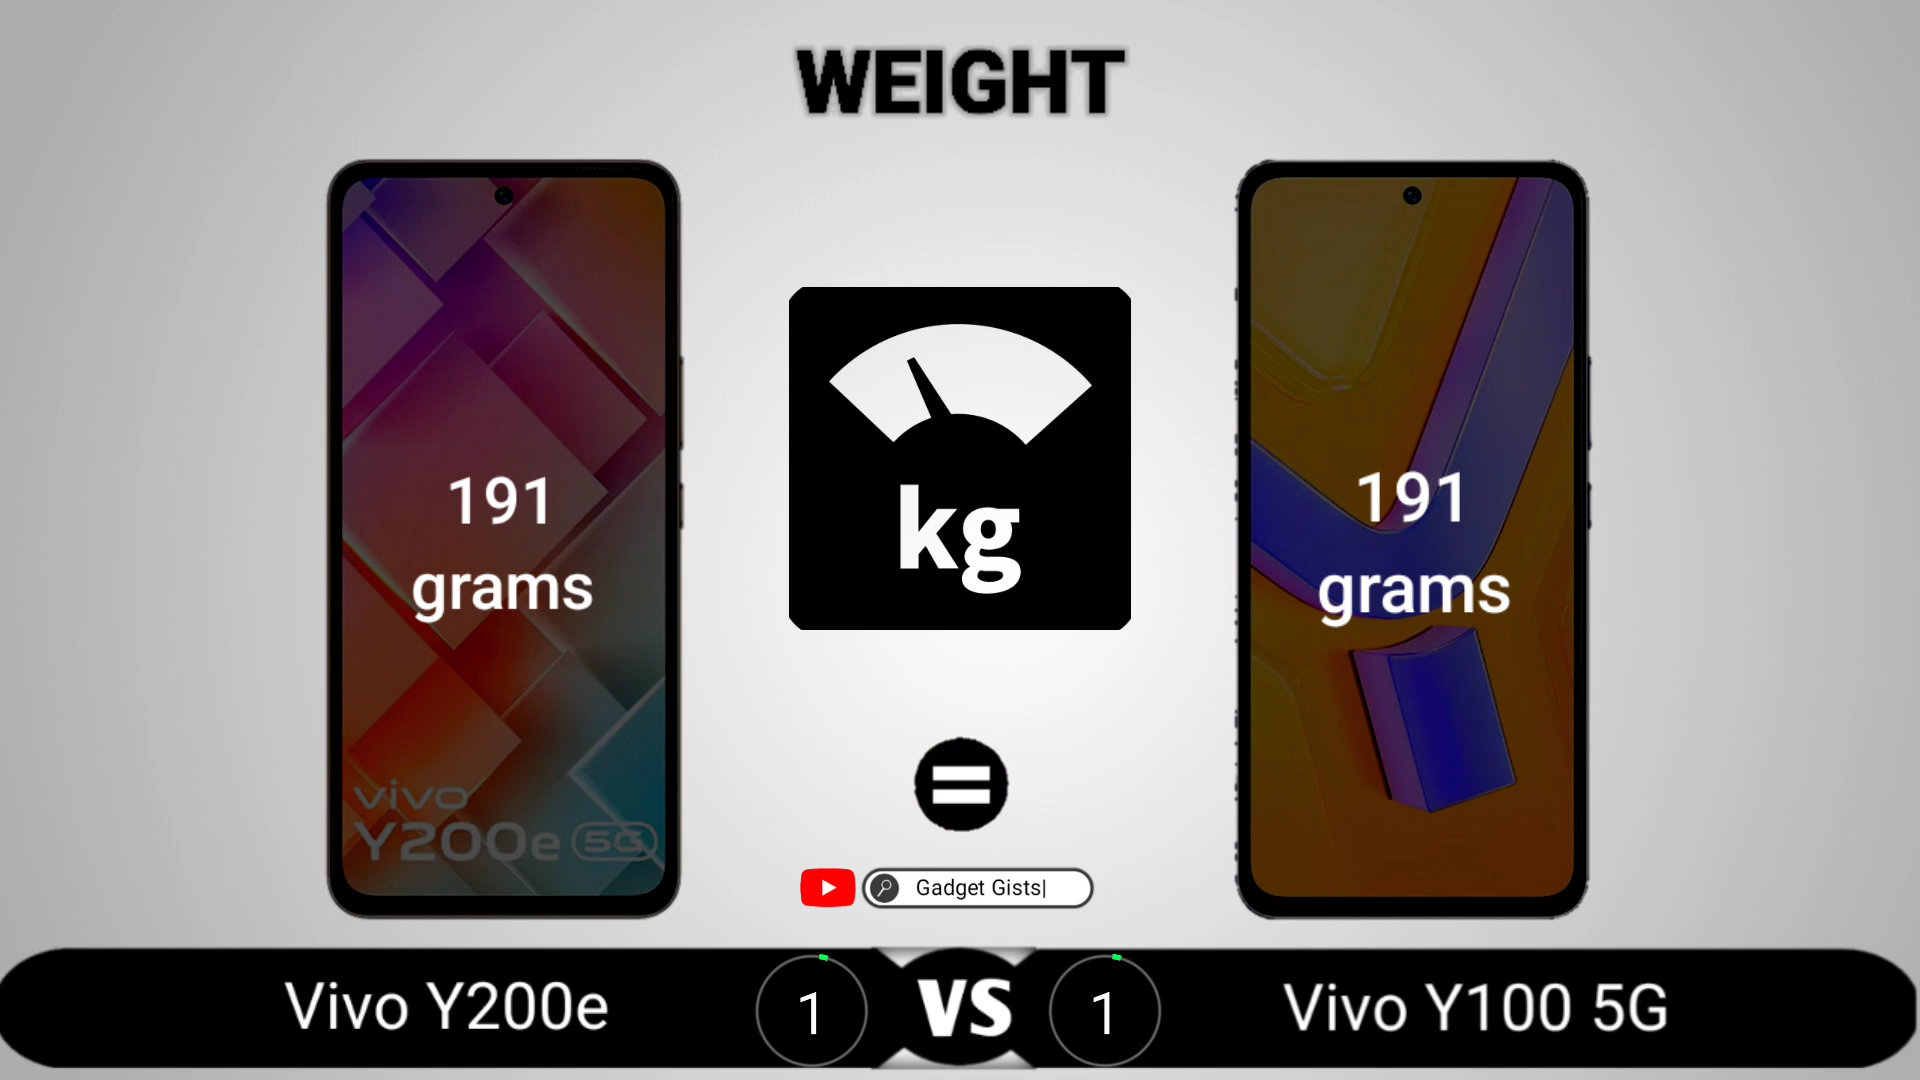 WEIGHT
191
grams
kg
191
grams
vivo
Y200e 5G
Gadget Gists|
Vivo Y200e
1
VS
1
Vivo Y100 5G